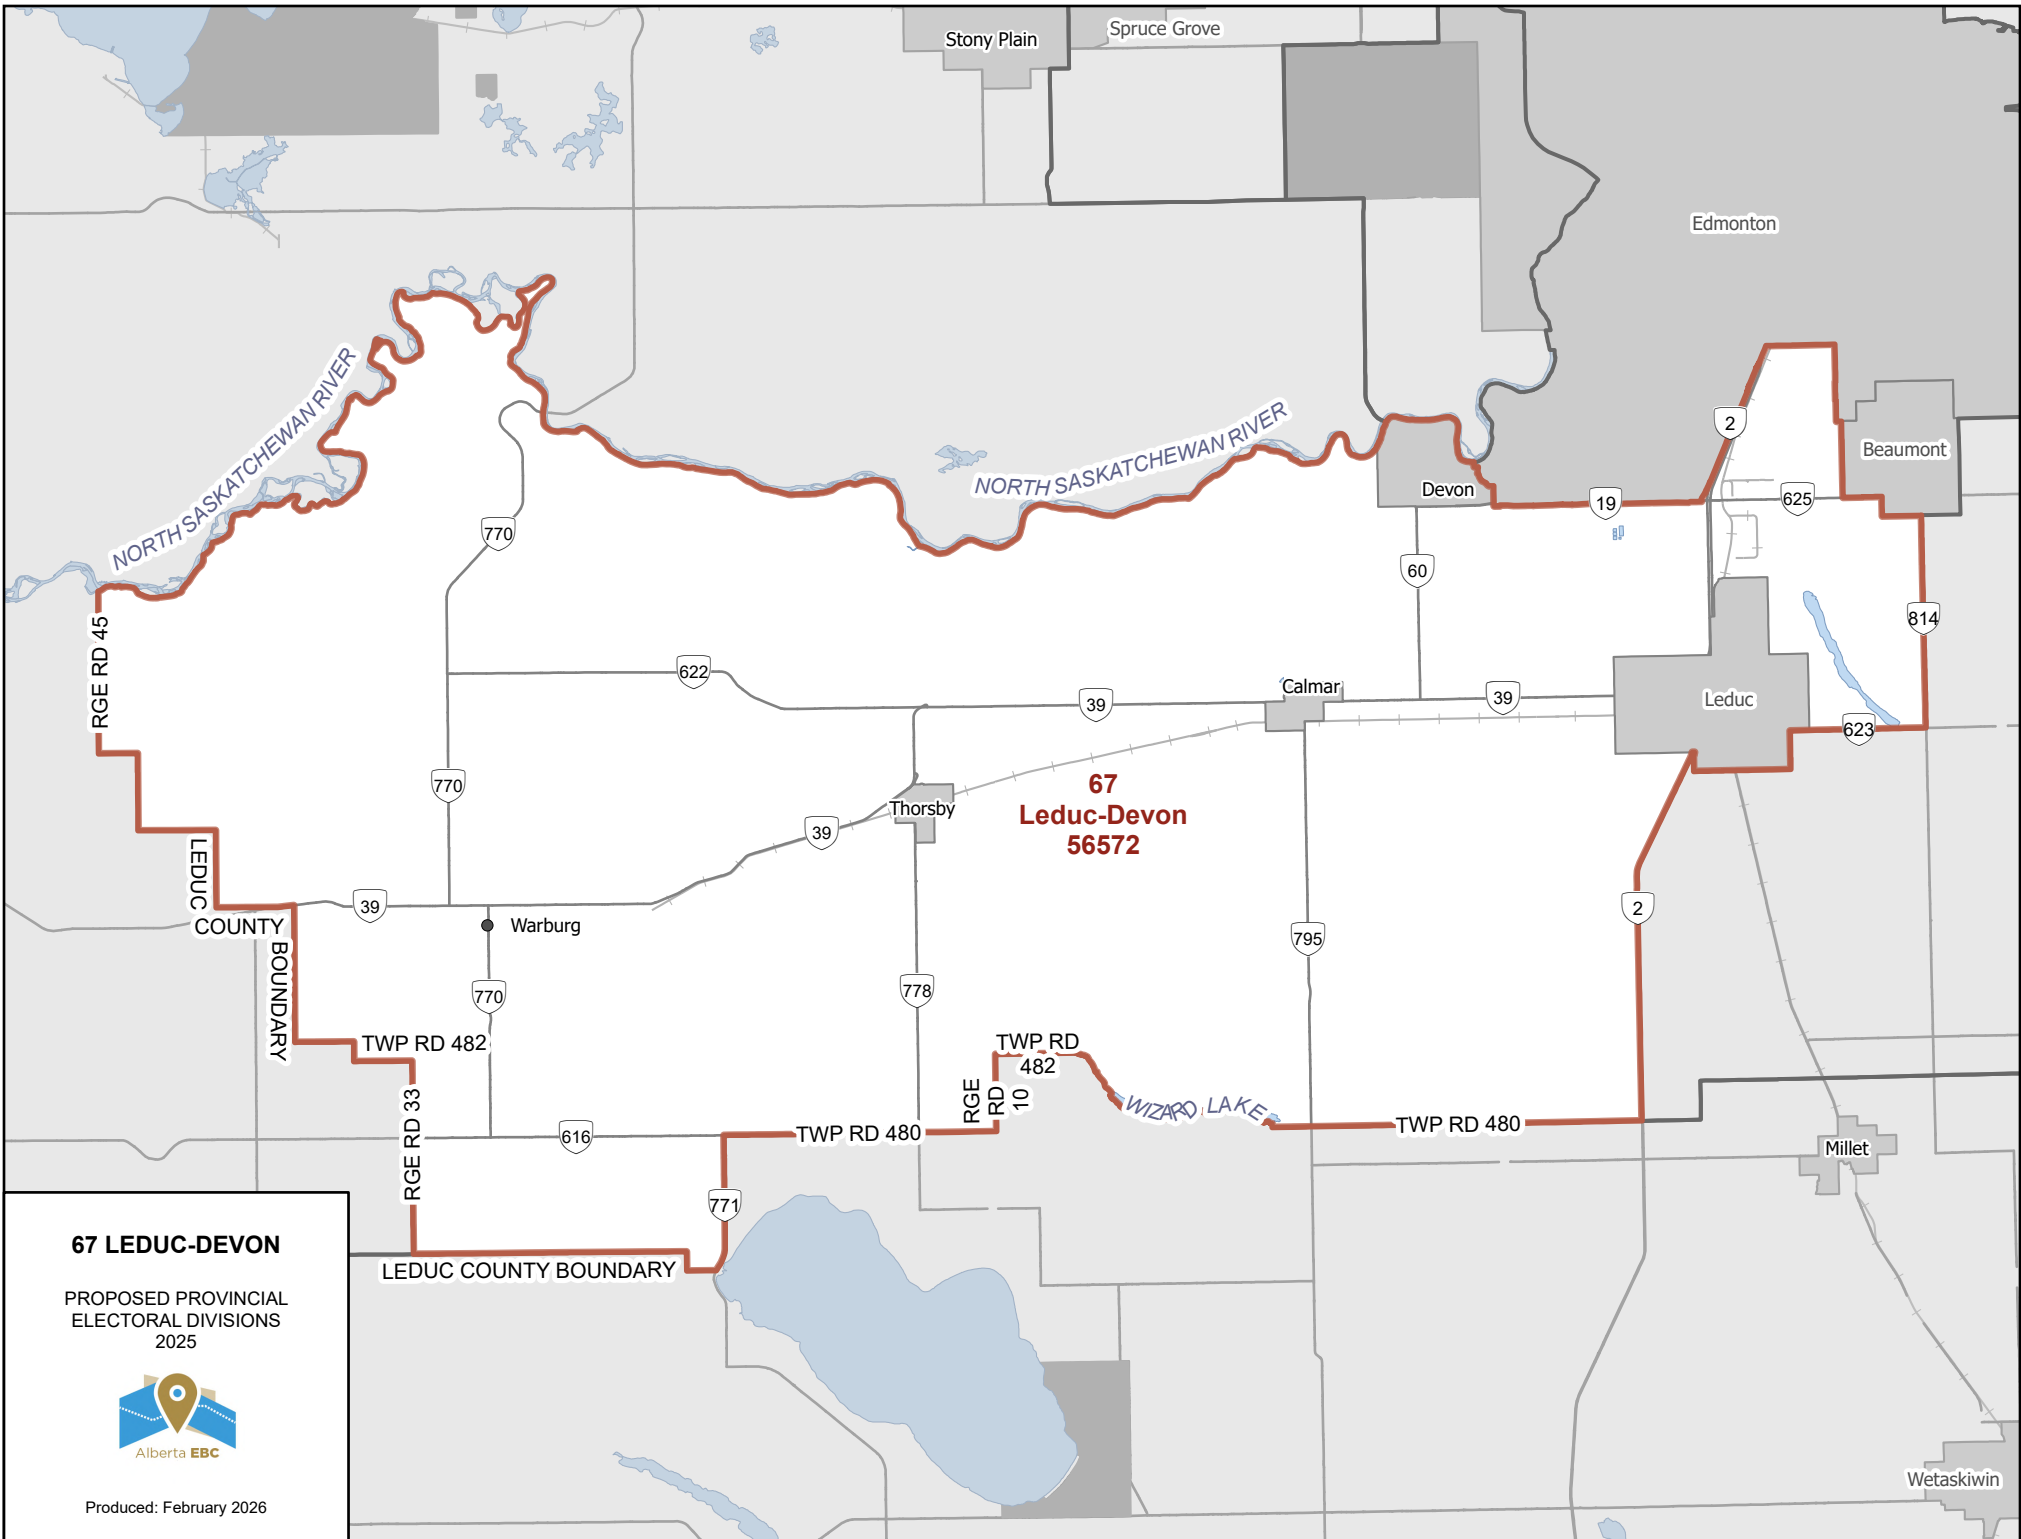 Stony Plain
Spruce Grove
Edmonton
NORTH SASKATCHEWAN RIVER
NORTH SASKATCHEWAN RIVER
2
Beaumont
Devon
19
625
770
60
RGE RD 45
814
622
39
Calmar
39
Leduc
623
770
67
Leduc-Devon
56572
Thorsby
39
LEDUC
COUNTY
BOUNDARY
39
Warburg
2
795
770
778
TWP RD 482
TWP RD
482
RGE
RD
10
WIZARD LAKE
RGE RD 33
616
TWP RD 480
TWP RD 480
Millet
771
LEDUC COUNTY BOUNDARY
67 LEDUC-DEVON
PROPOSED PROVINCIAL
ELECTORAL DIVISIONS
2025
Alberta EBC
Produced: February 2026
Wetaskiwin